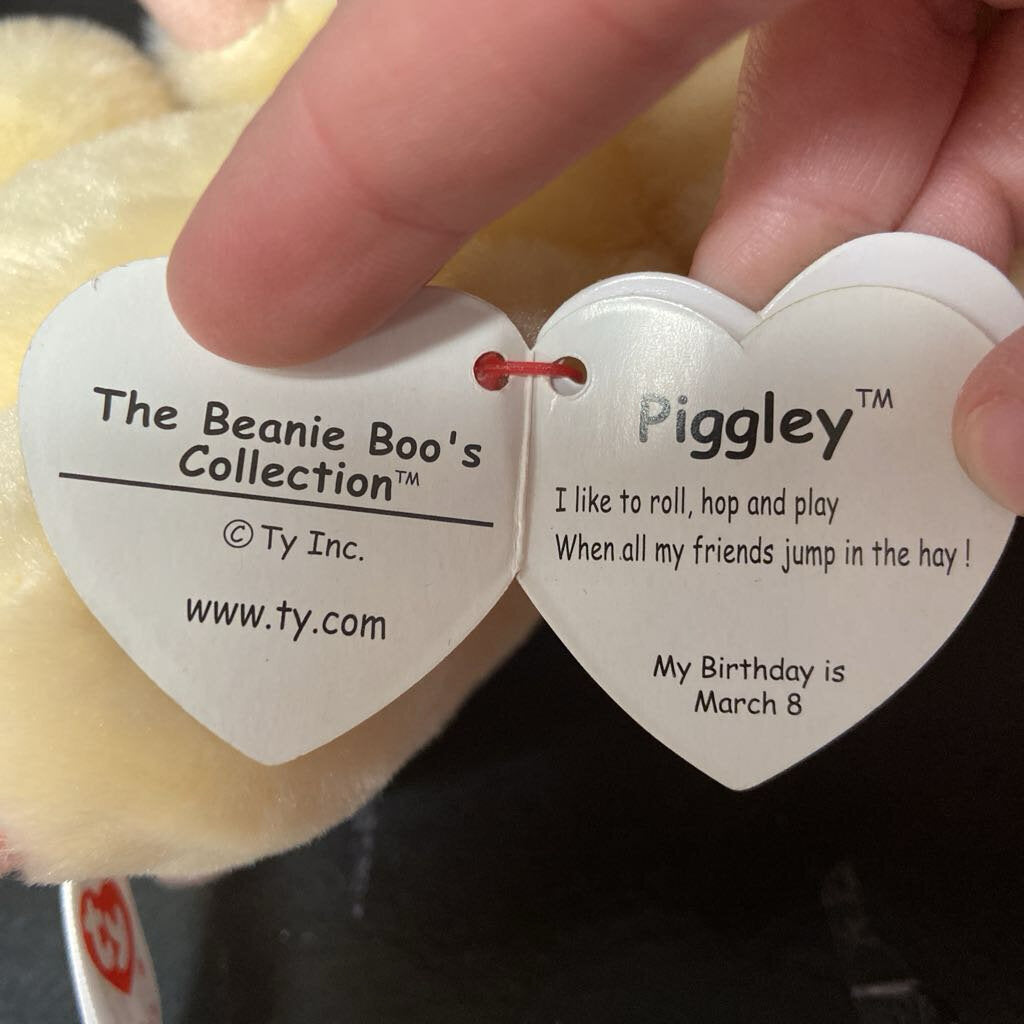 The Beanie Boo's
Collection™
© Ty Inc.
www.ty.com
Piggley™
I like to roll, hop and play
When all my friends jump in the hay !
My Birthday is
March 8
ty